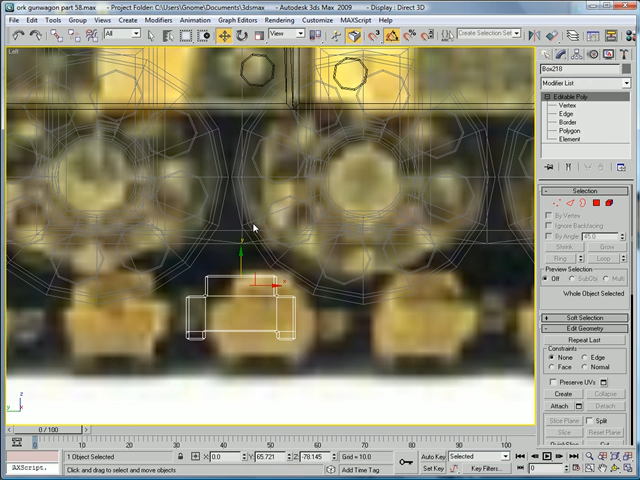 ork gunwagon part 58.max - Project Folder: C:\Users\Gnome\Documents\3dsmax - Autodesk 3ds Max 2009 - Display : Direct 3D
File Edit Tools Group Views Create Modifiers Animation Graph Editors Rendering Customize MAXScript Help
All View Create Selection Se
Left
Box218
Modifier List
Editable Poly
Vertex
Edge
Border
Polygon
Element
Selection
By Vertex
Ignore Backfacing
By Angle: 45.0
Shrink Grow
Ring Loop
Preview Selection
Off SubObj Multi
Whole Object Selected
Soft Selection
Edit Geometry
Repeat Last
Constraints
None Edge
Face Normal
Preserve UVs
Create Collapse
Attach Detach
Slice Plane Split
Slice Reset Plane
QuickSlice Cut
y
x
z
y x
0 / 100
0 10 20 30 40 50 60 70 80 90 100
1 Object Selected X: 0.0 Y: 65.721 Z: -78.145 Grid = 10.0 Auto Key Selected
AXScript. Click and drag to select and move objects Add Time Tag Set Key Key Filters... 0